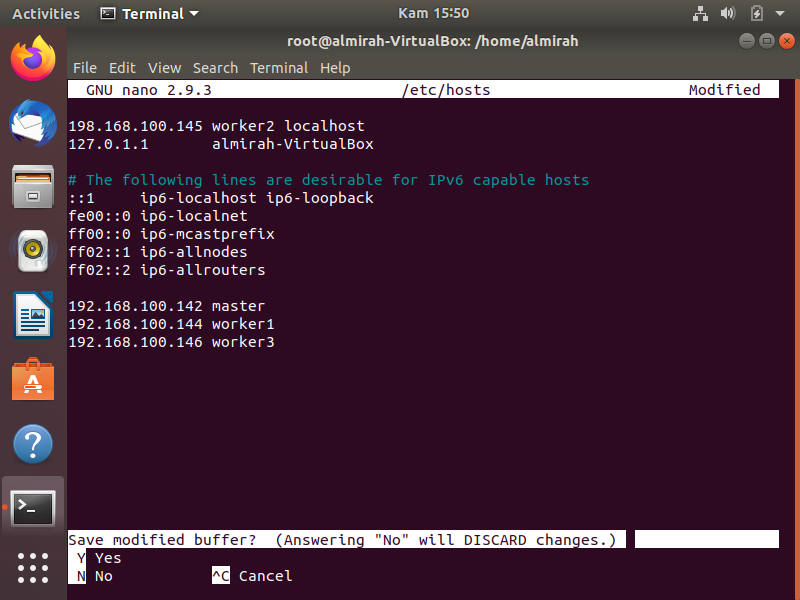 Activities Terminal Kam 15:50
root@almirah-VirtualBox: /home/almirah
File Edit View Search Terminal Help
GNU nano 2.9.3 /etc/hosts Modified
198.168.100.145 worker2 localhost
127.0.1.1 almirah-VirtualBox
# The following lines are desirable for IPv6 capable hosts
::1 ip6-localhost ip6-loopback
fe00::0 ip6-localnet
ff00::0 ip6-mcastprefix
ff02::1 ip6-allnodes
ff02::2 ip6-allrouters
192.168.100.142 master
192.168.100.144 worker1
192.168.100.146 worker3
Save modified buffer? (Answering "No" will DISCARD changes.)
Y Yes
N No ^C Cancel